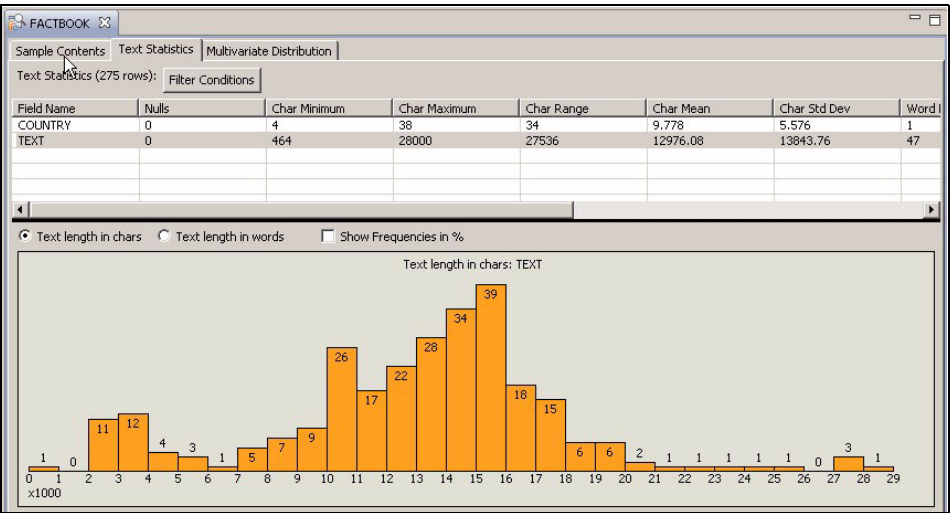 FACTBOOK
Sample Contents Text Statistics Multivariate Distribution
Text Statistics (275 rows): Filter Conditions
Field Name Nulls Char Minimum Char Maximum Char Range Char Mean Char Std Dev Word
COUNTRY 0 4 38 34 9.778 5.576 1
TEXT 0 464 28000 27536 12976.08 13843.76 47
Text length in chars Text length in words Show Frequencies in %
Text length in chars: TEXT
1 0 11 12 4 3 1 5 7 9 26 17 22 28 34 39 18 15 6 6 2 1 1 1 1 1 0 3 1
0 1 2 3 4 5 6 7 8 9 10 11 12 13 14 15 16 17 18 19 20 21 22 23 24 25 26 27 28 29
x1000